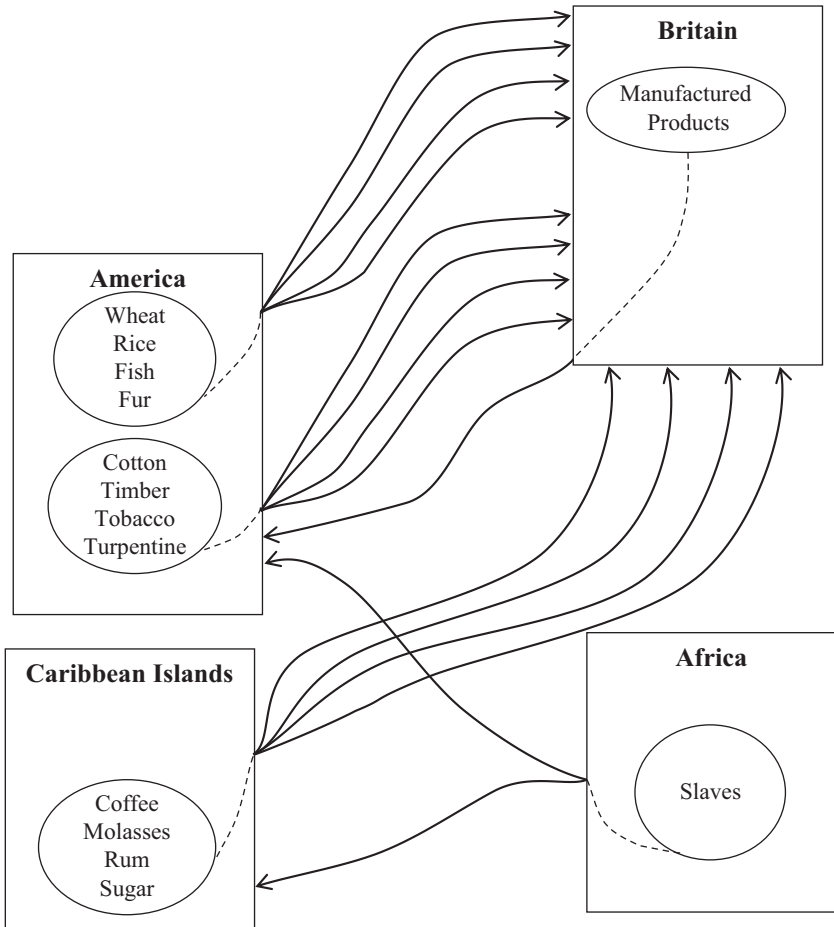 Britain
Manufactured
Products
America
Wheat
Rice
Fish
Fur
Cotton
Timber
Tobacco
Turpentine
Caribbean Islands
Coffee
Molasses
Rum
Sugar
Africa
Slaves